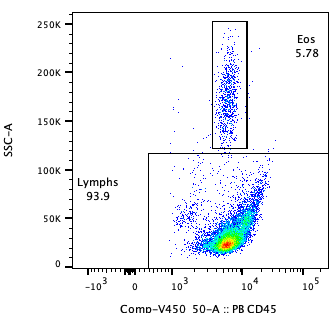 250K
Eos
5.78
200K
150K
SSC-A
100K
Lymphs
93.9
50K
0
-10^3 0 10^3 10^4 10^5
Comp-V450_50-A :: PB CD45